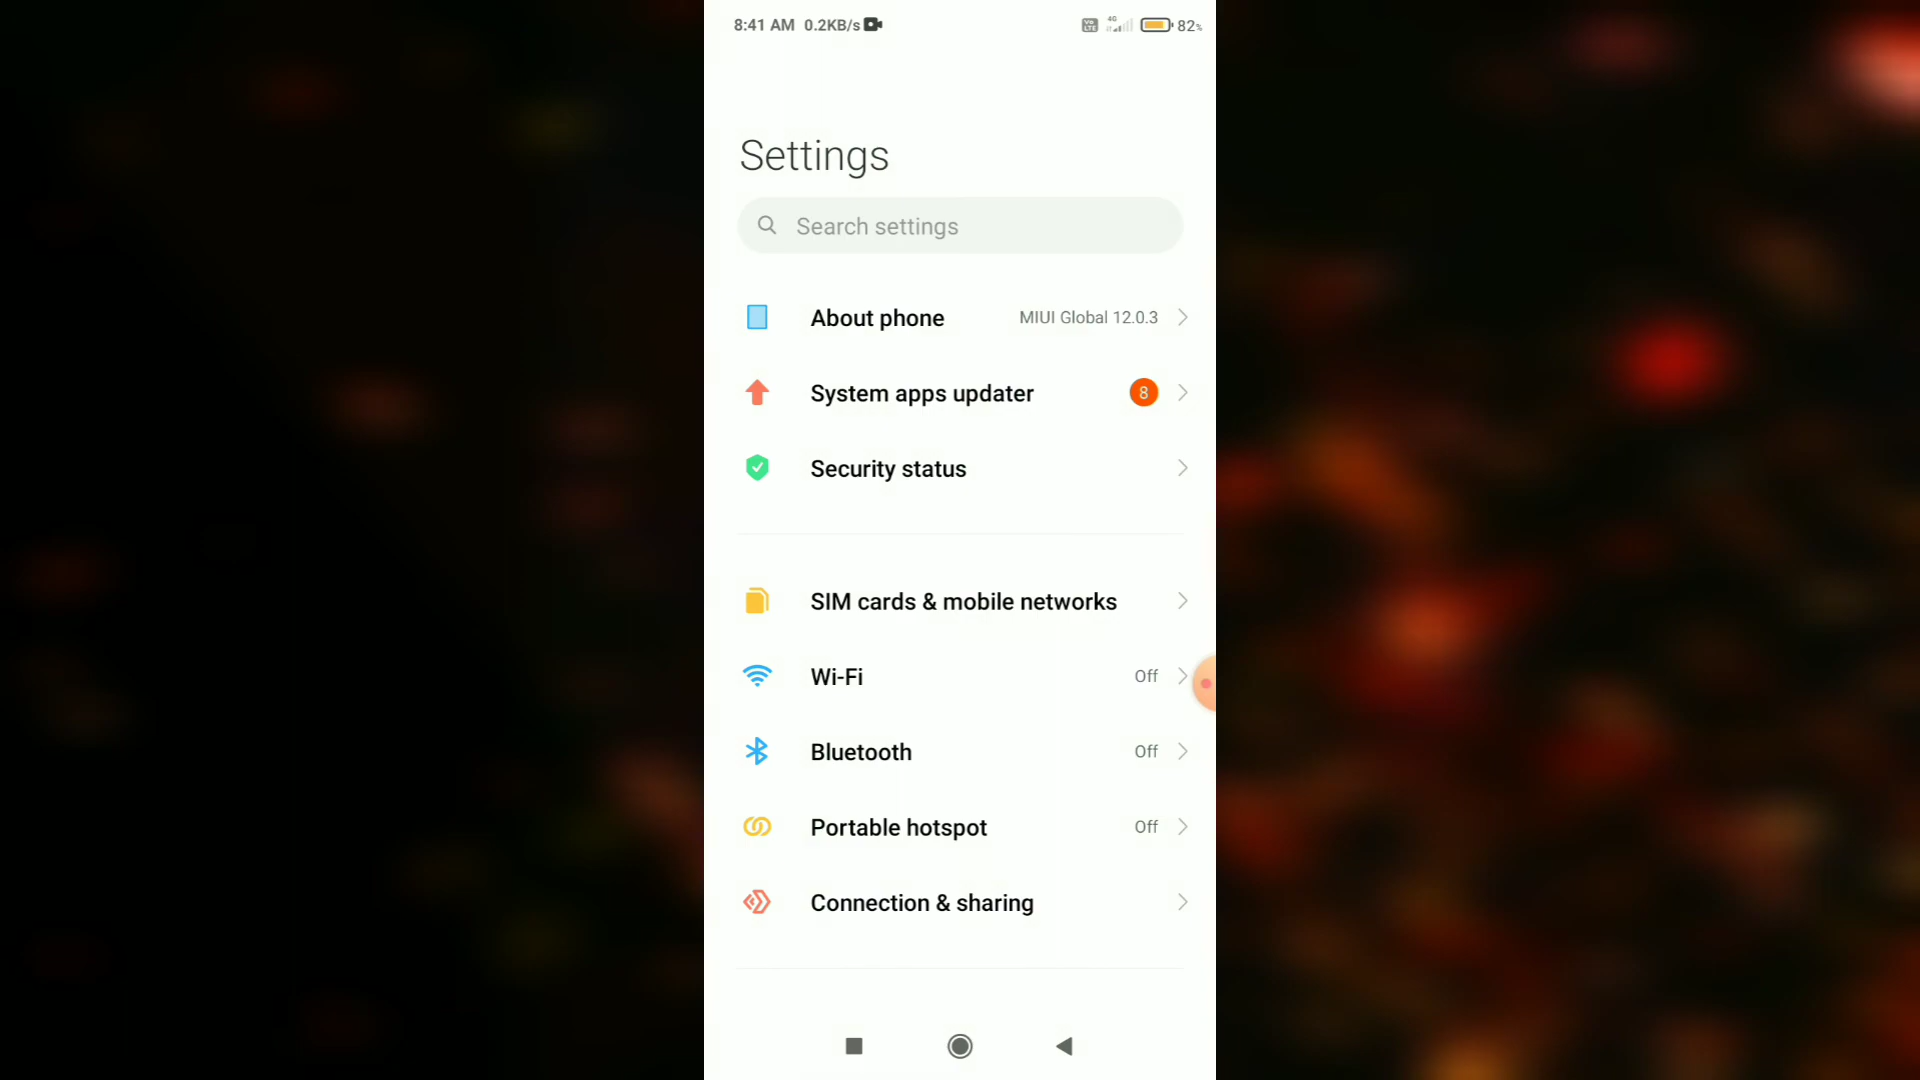 8:41 AM 0.2KB/s 4G 82%
Settings
Search settings
About phone MIUI Global 12.0.3
System apps updater 8
Security status
SIM cards & mobile networks
Wi-Fi Off
Bluetooth Off
Portable hotspot Off
Connection & sharing